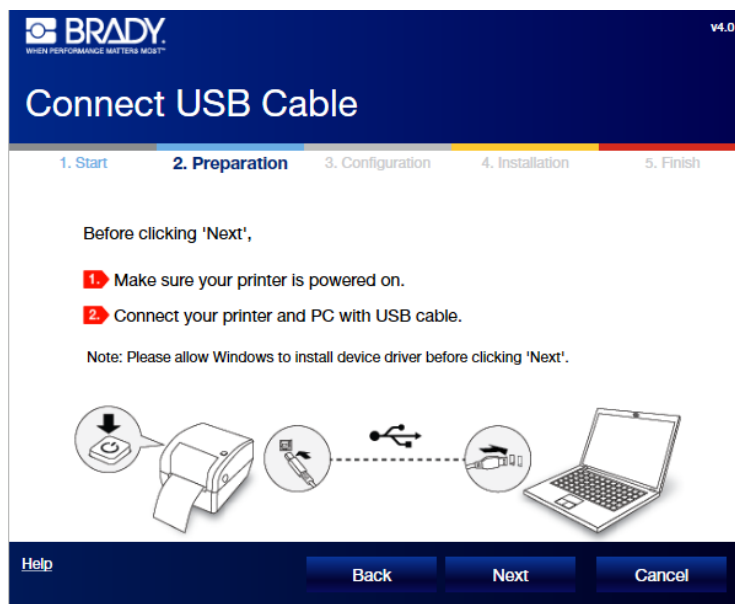 BRADY.
WHEN PERFORMANCE MATTERS MOST™
v4.0
Connect USB Cable
1. Start
2. Preparation
3. Configuration
4. Installation
5. Finish
Before clicking 'Next',
1. Make sure your printer is powered on.
2. Connect your printer and PC with USB cable.
Note: Please allow Windows to install device driver before clicking 'Next'.
Help
Back
Next
Cancel